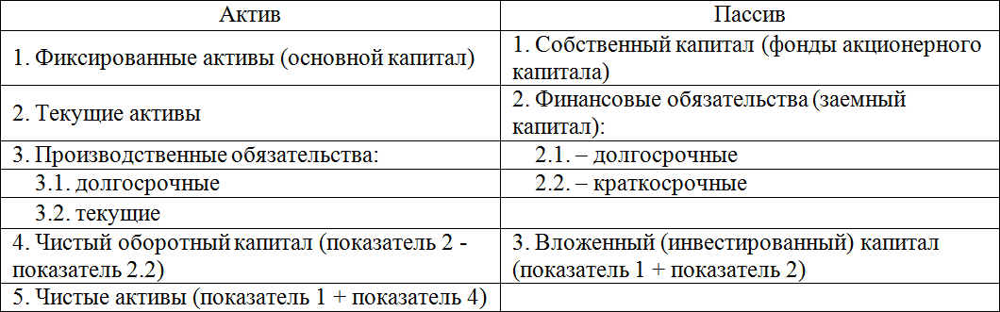 Актив
Пассив
1. Фиксированные активы (основной капитал)
1. Собственный капитал (фонды акционерного
капитала)
2. Текущие активы
2. Финансовые обязательства (заемный
капитал):
3. Производственные обязательства:
2.1. – долгосрочные
3.1. долгосрочные
2.2. – краткосрочные
3.2. текущие
4. Чистый оборотный капитал (показатель 2 -
показатель 2.2)
3. Вложенный (инвестированный) капитал
(показатель 1 + показатель 2)
5. Чистые активы (показатель 1 + показатель 4)